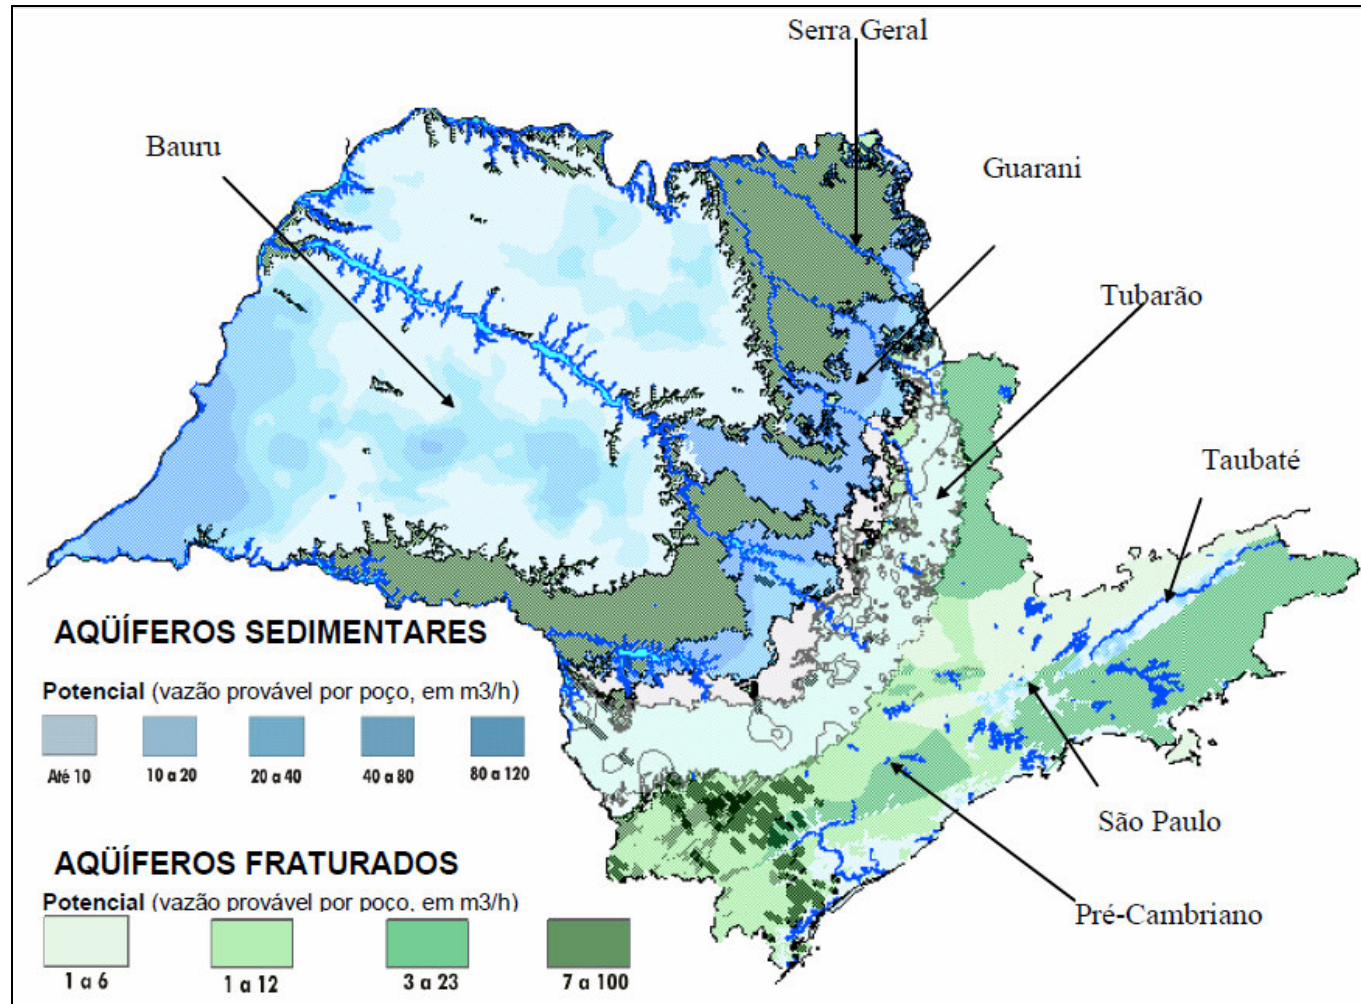 Serra Geral
Bauru
Guarani
Tubarão
Taubaté
AQÜÍFEROS SEDIMENTARES
Potencial (vazão provável por poço, em m3/h)
Até 10
10 a 20
20 a 40
40 a 80
80 a 120
São Paulo
AQÜÍFEROS FRATURADOS
Potencial (vazão provável por poço, em m3/h)
Pré-Cambriano
1 a 6
1 a 12
3 a 23
7 a 100